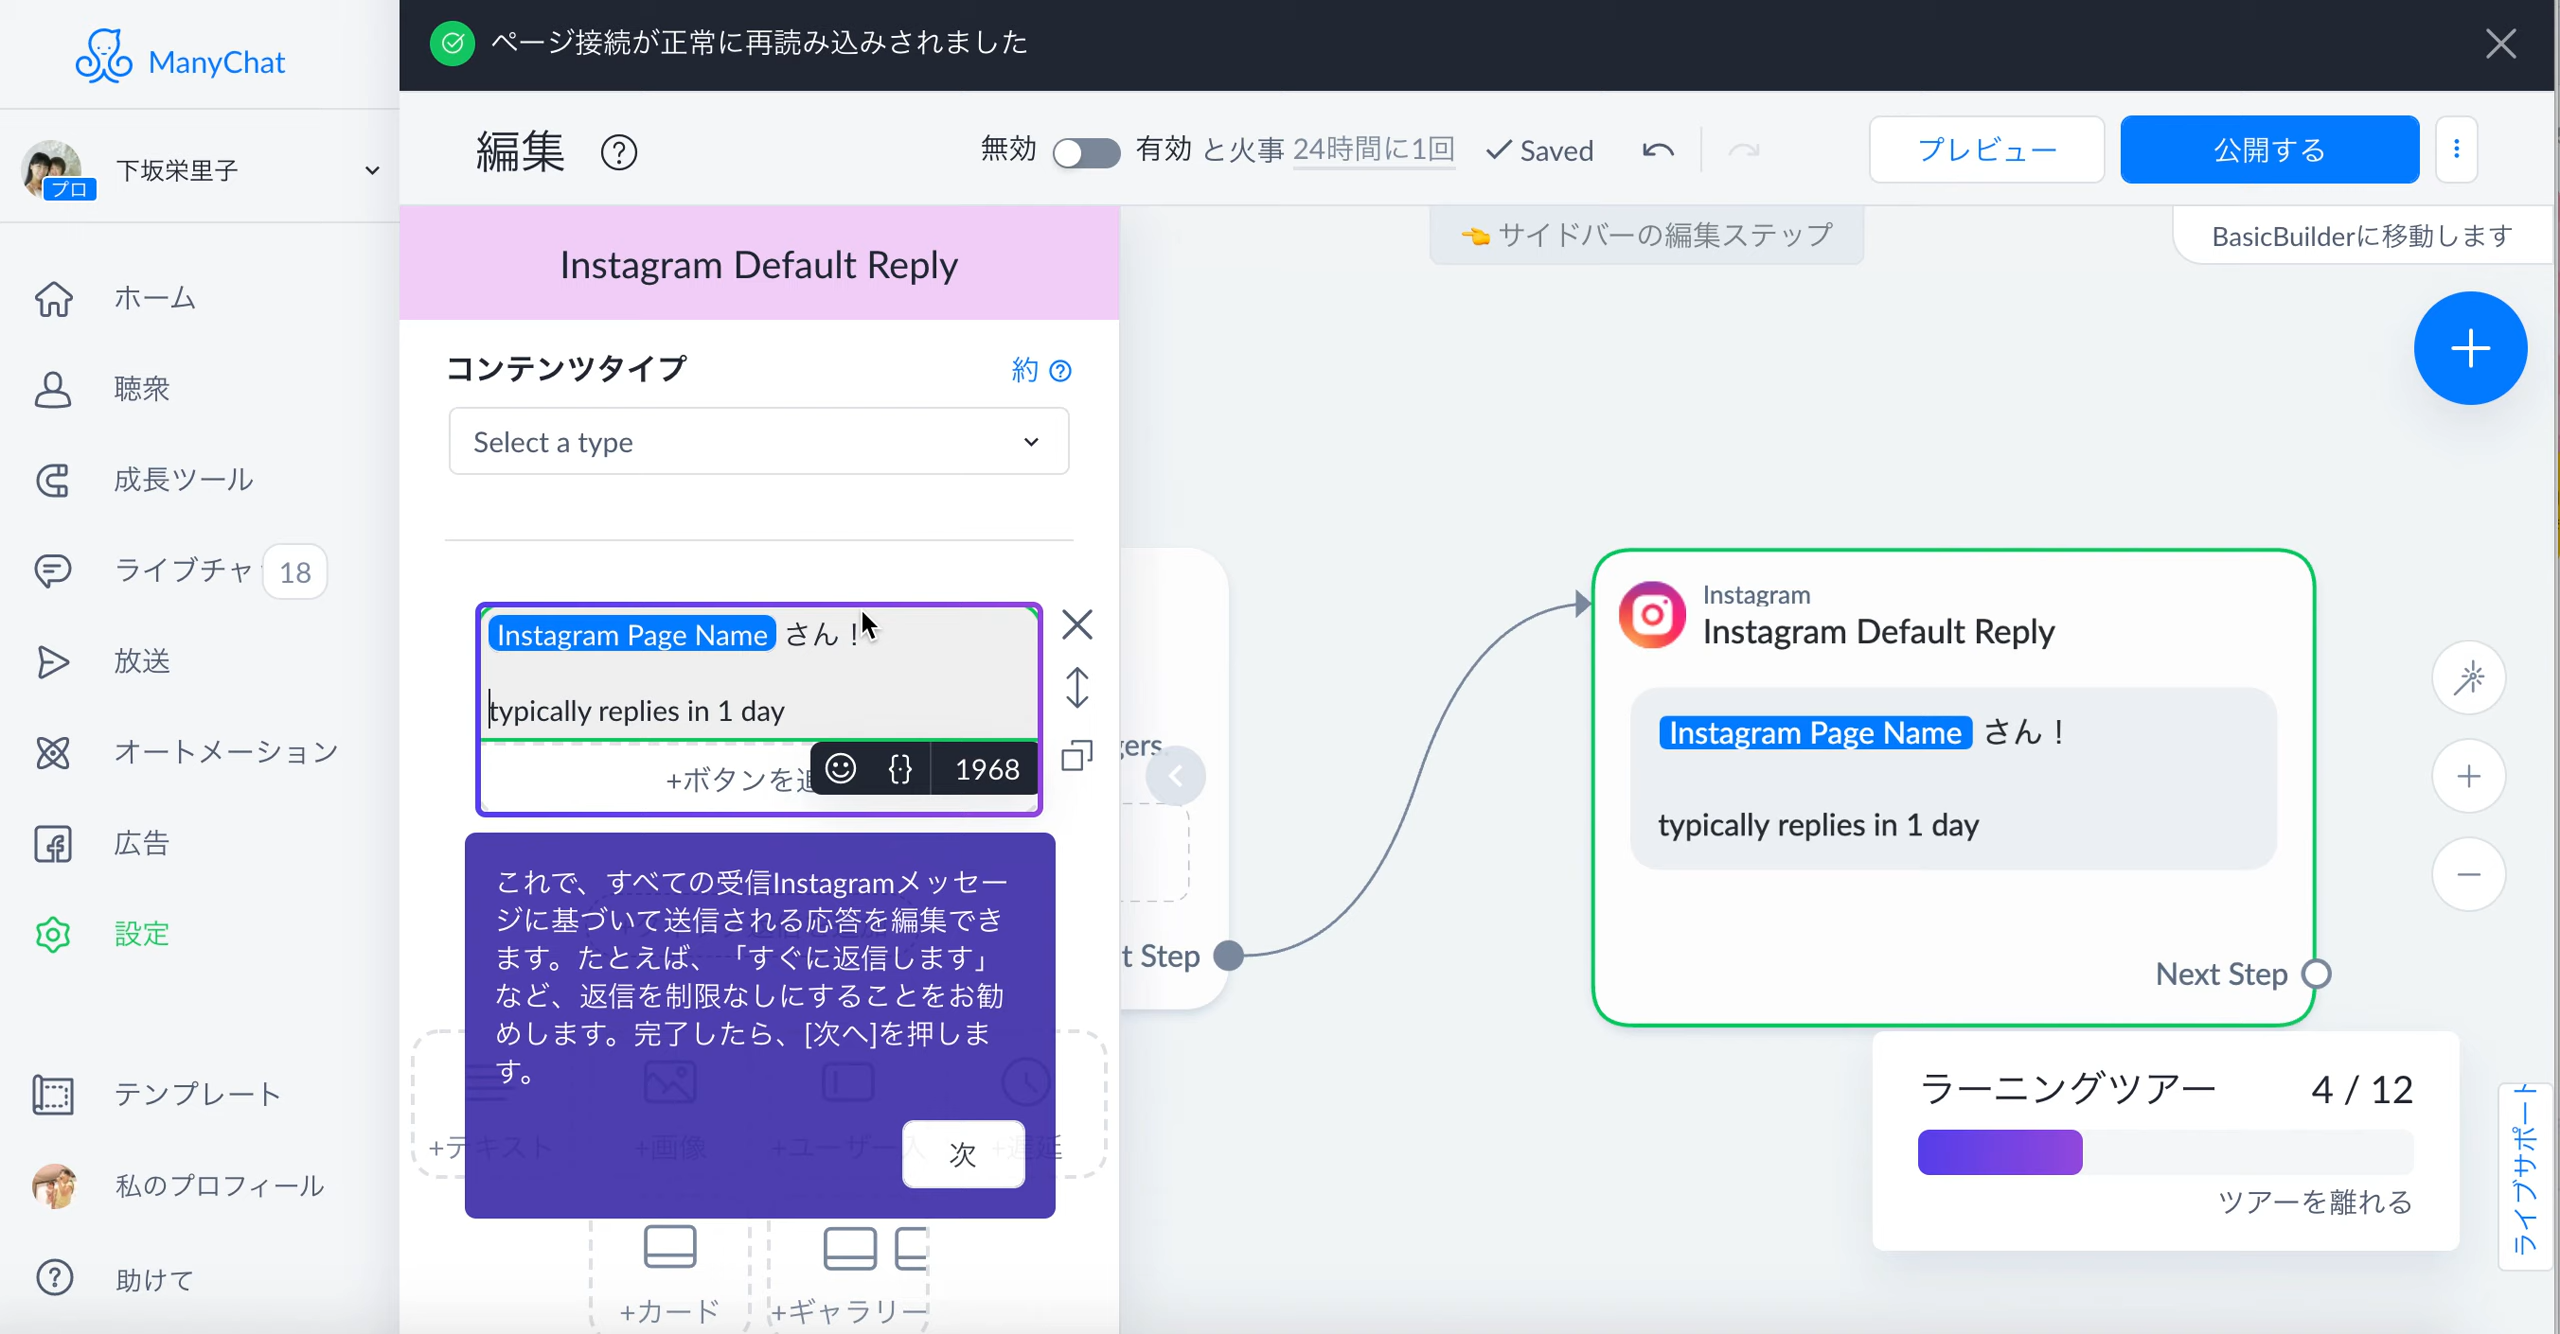 ManyChat
ページ接続が正常に再読み込みされました
プロ
下坂栄里子
編集
無効
有効 と火事 24時間に1回
Saved
プレビュー
公開する
ホーム
聴衆
成長ツール
ライブチャ
18
放送
オートメーション
広告
設定
テンプレート
私のプロフィール
助けて
Instagram Default Reply
コンテンツタイプ
約
Select a type
Instagram Page Name さん！
typically replies in 1 day
+ボタンを追
1968
これで、すべての受信Instagramメッセー
ジに基づいて送信される応答を編集でき
ます。たとえば、「すぐに返信します」
など、返信を制限なしにすることをお勧
めします。完了したら、[次へ]を押しま
す。
+テキスト
+画像
+ユーザー入
+遅延
次
+カード
+ギャラリー
👈 サイドバーの編集ステップ
BasicBuilderに移動します
gers
t Step
Instagram
Instagram Default Reply
Instagram Page Name さん！
typically replies in 1 day
Next Step
ラーニングツアー
4 / 12
ツアーを離れる
ライブサポート